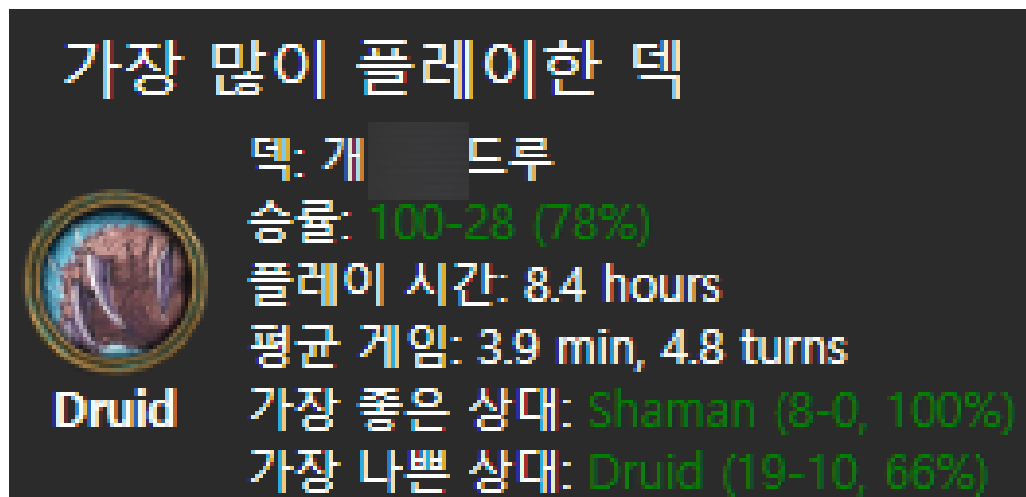 가장 많이 플레이한 덱
덱: 개 드루
승률: 100-28 (78%)
플레이 시간: 8.4 hours
평균 게임: 3.9 min, 4.8 turns
가장 좋은 상대: Shaman (8-0, 100%)
가장 나쁜 상대: Druid (19-10, 66%)
Druid